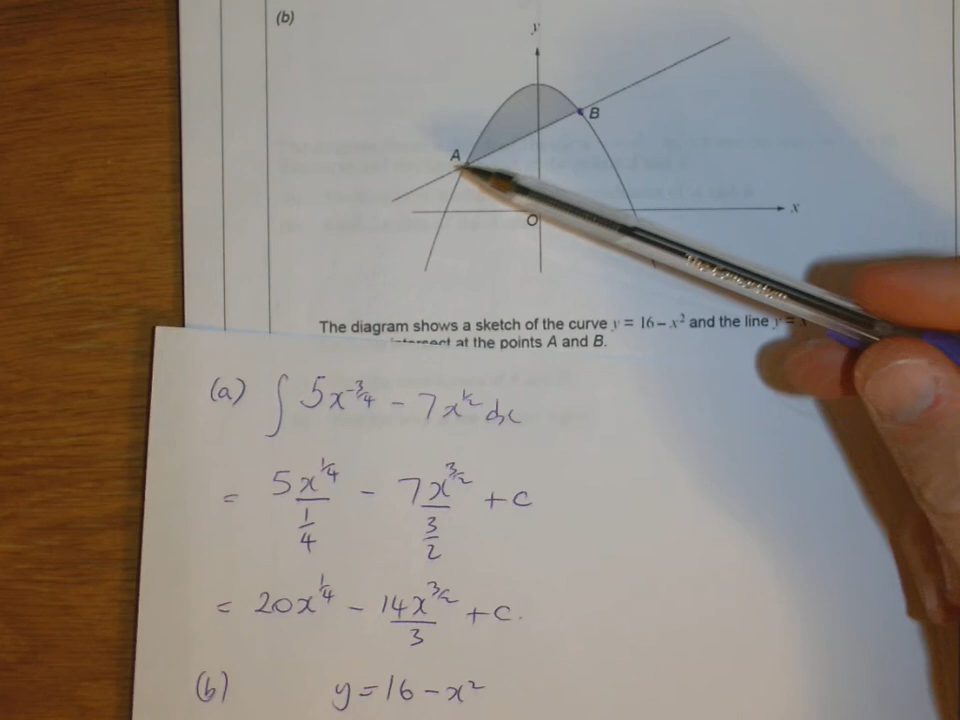 (b)
y
B
A
x
O
The diagram shows a sketch of the curve y = 16 – x² and the line y =
intersect at the points A and B.
(a) ∫ 5x^{-3/4} - 7x^{1/2} dx
= 5x^{1/4}/(1/4) - 7x^{3/2}/(3/2) + c
= 20x^{1/4} - 14x^{3/2}/3 + c.
(b) y = 16 - x²